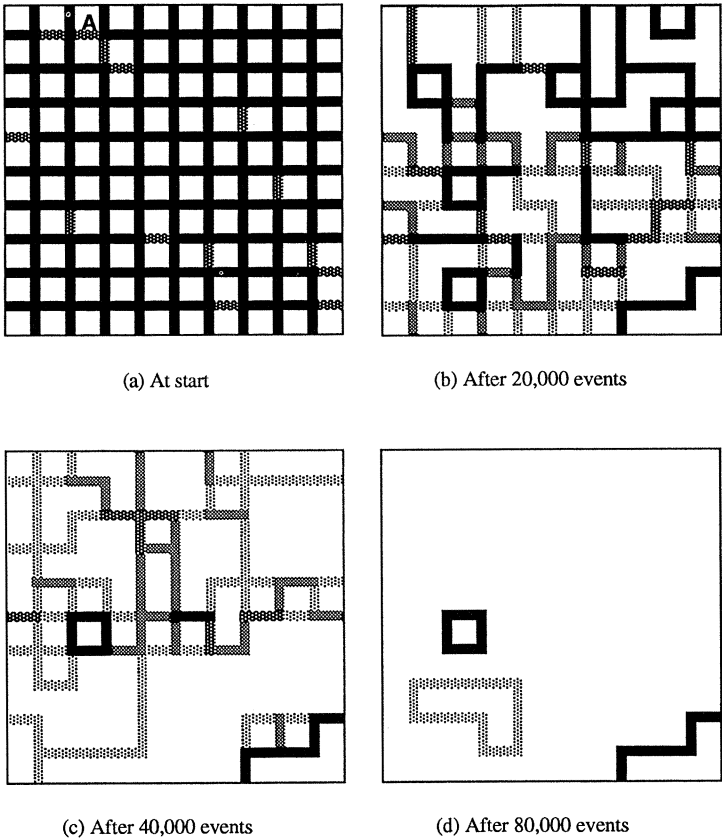 A
(a) At start
(b) After 20,000 events
(c) After 40,000 events
(d) After 80,000 events